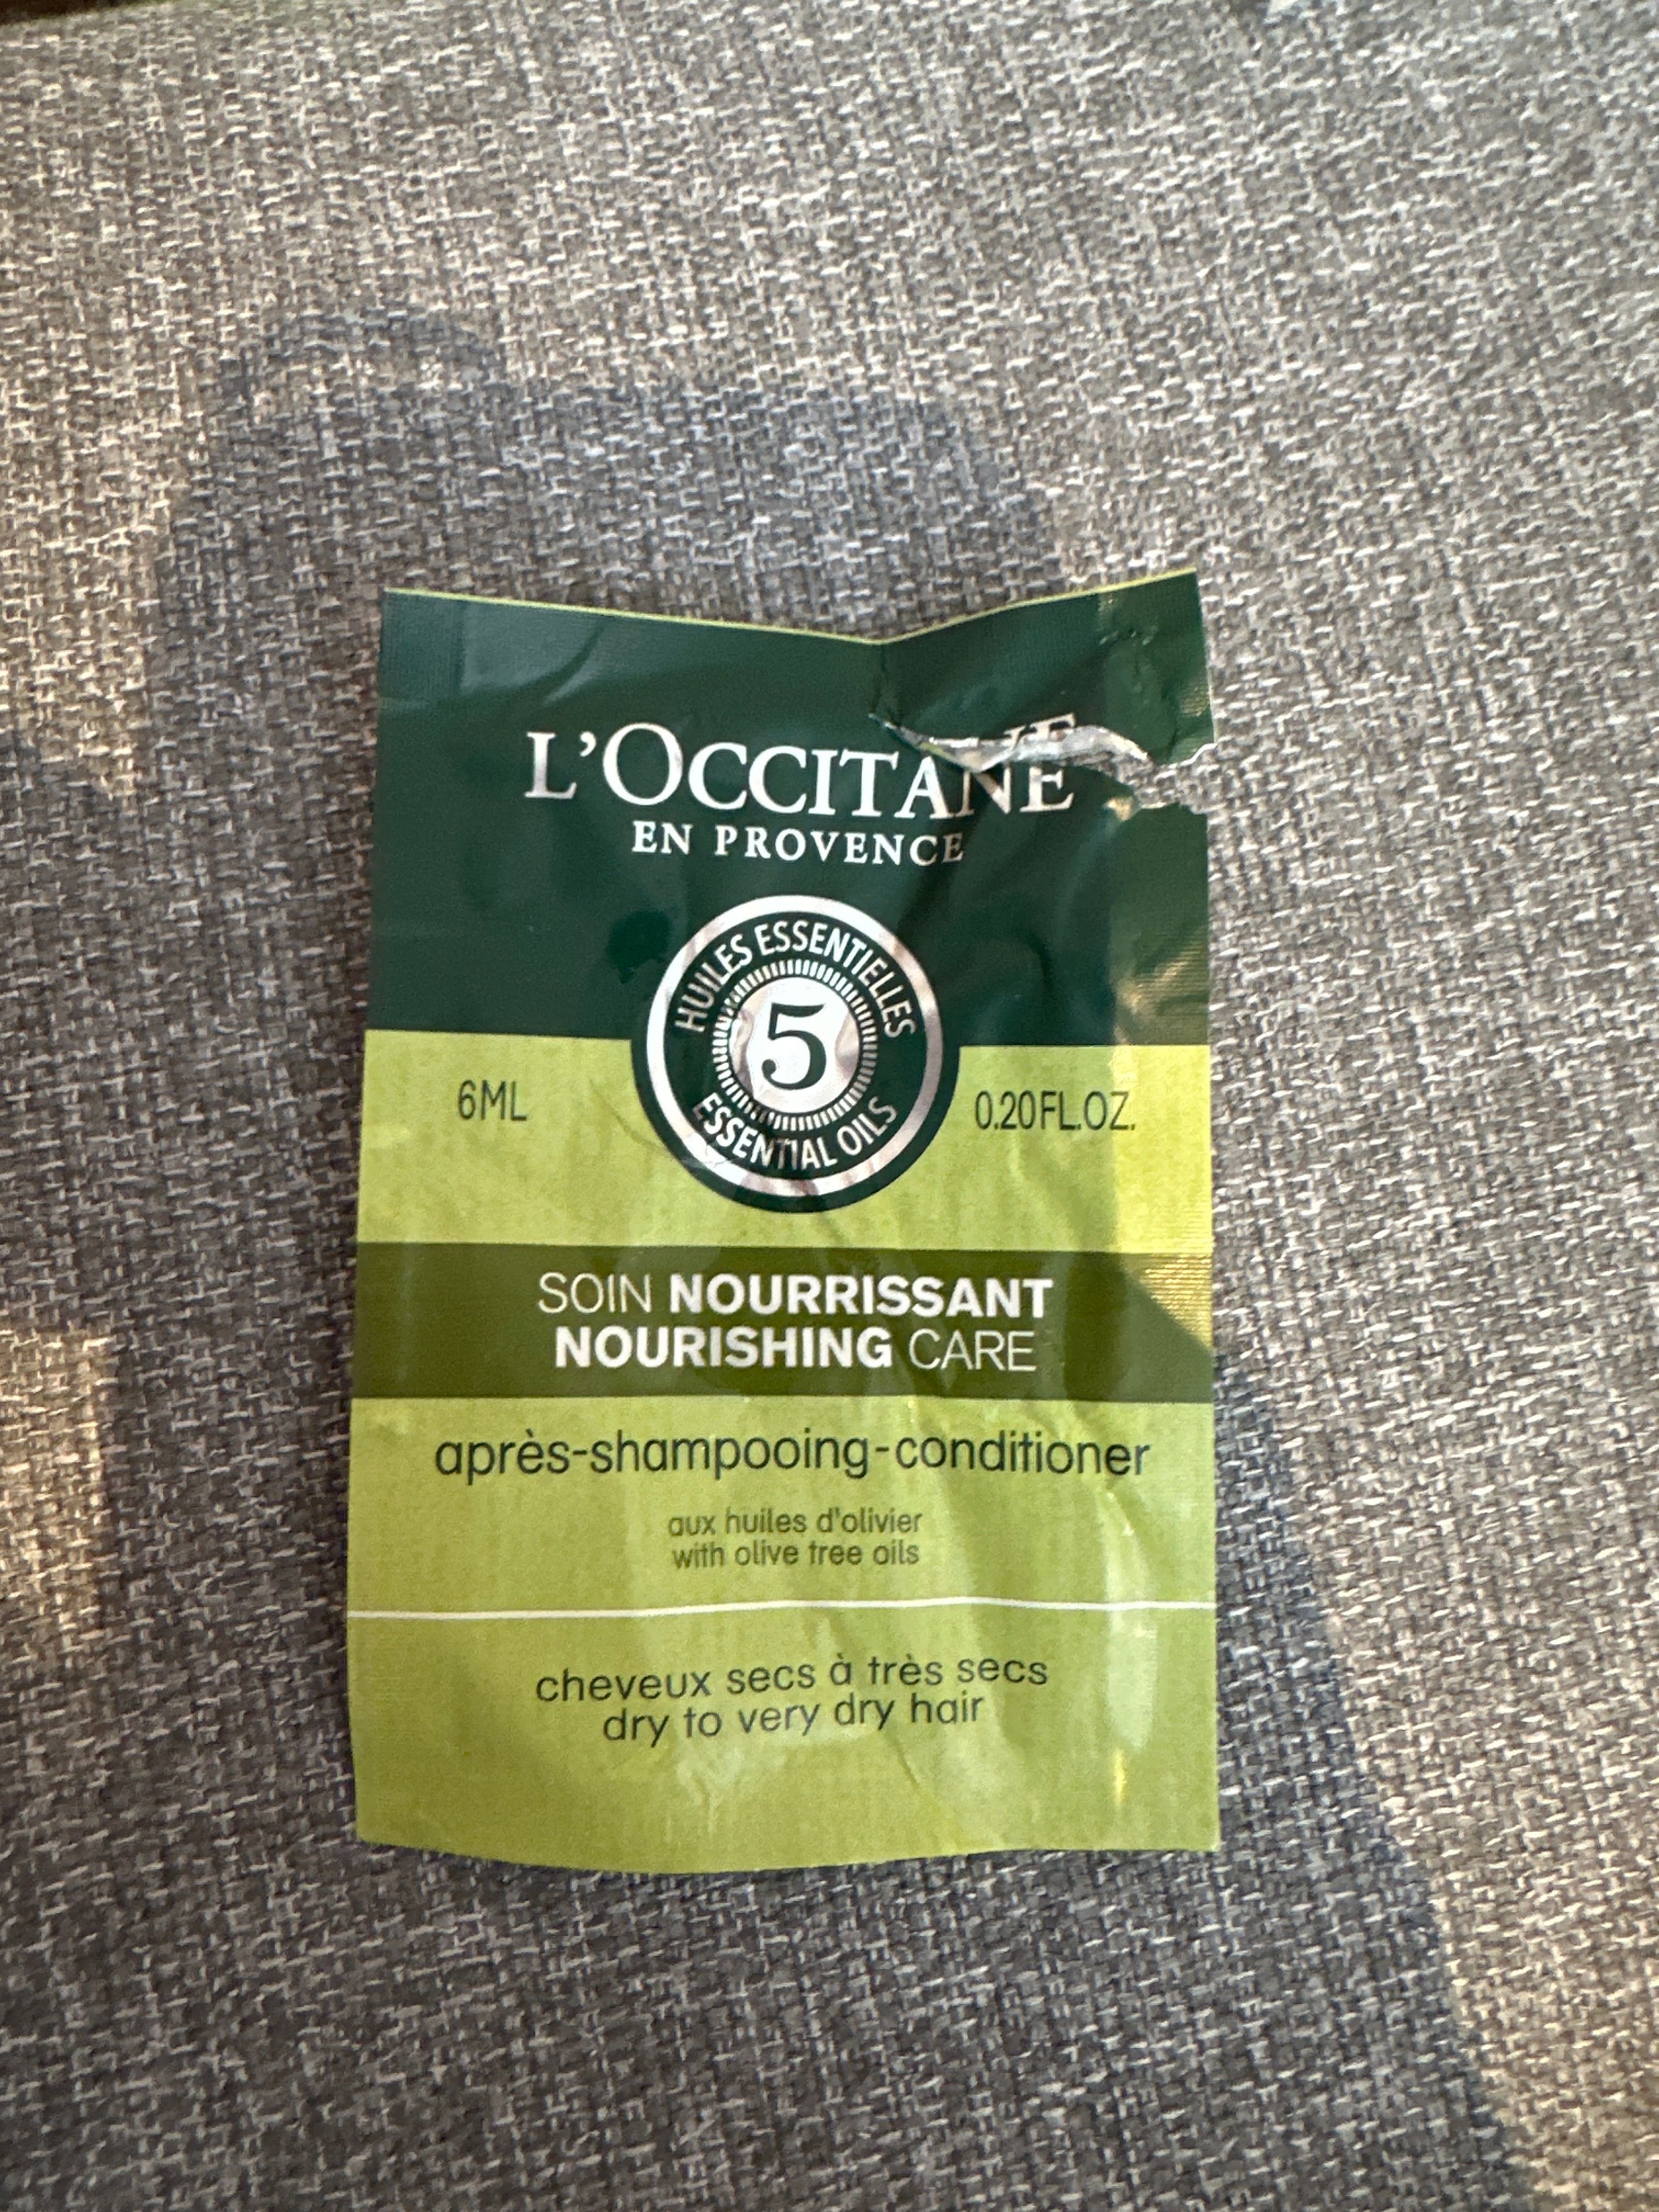 L'OCCITANE
EN PROVENCE
HUILES ESSENTIELLES
5
ESSENTIAL OILS
6ML
0.20FL.OZ.
SOIN NOURRISSANT
NOURISHING CARE
après-shampooing-conditioner
aux huiles d'olivier
with olive tree oils
cheveux secs à très secs
dry to very dry hair